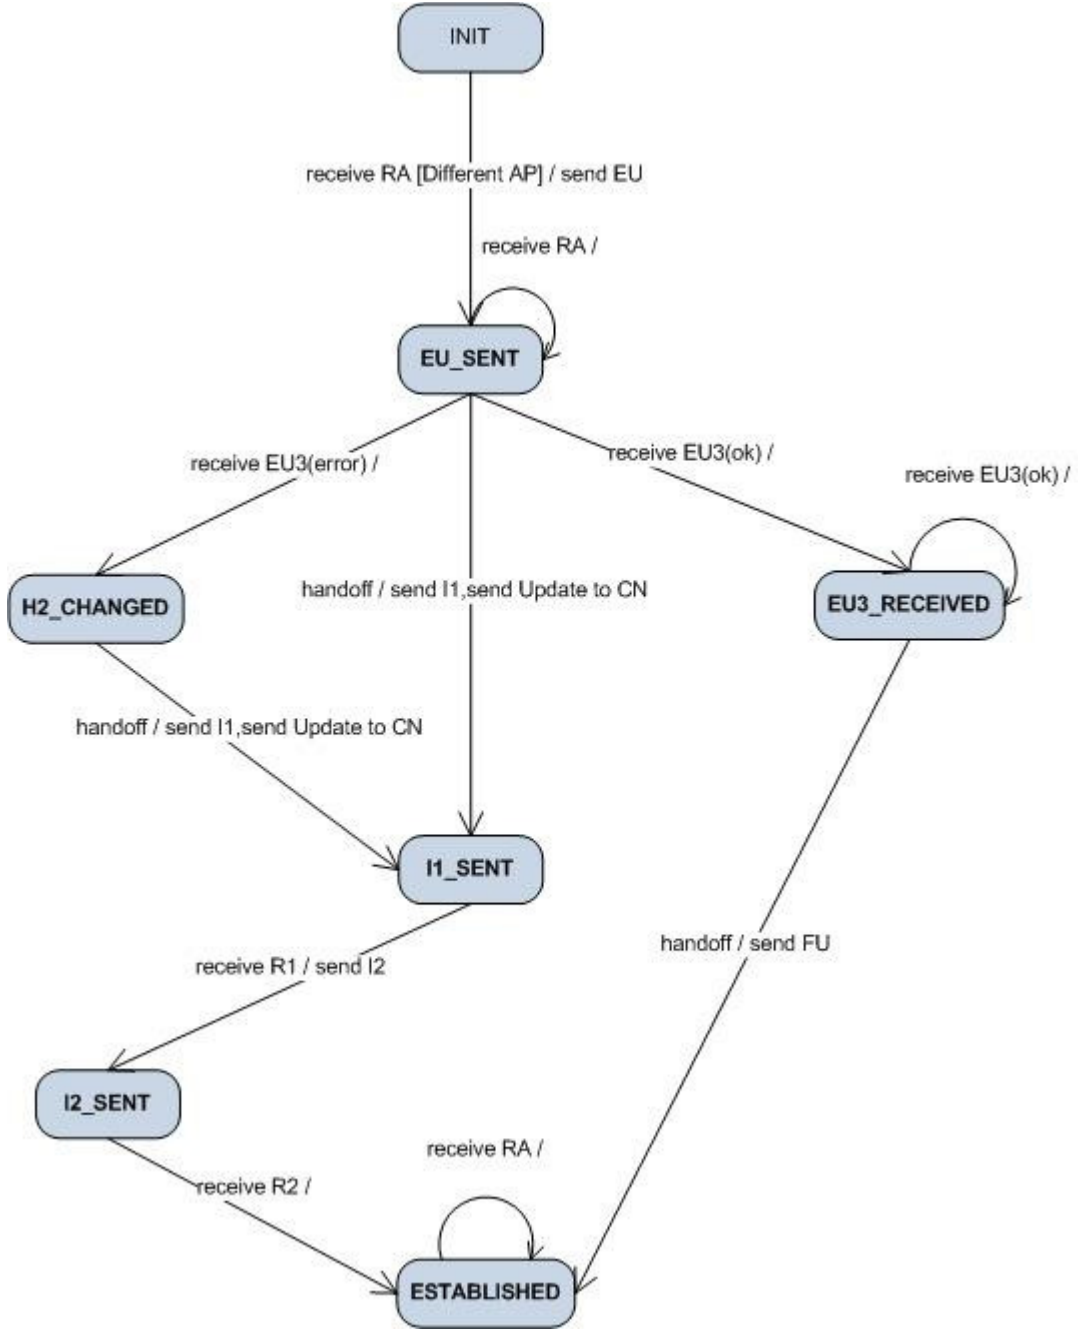 INIT
receive RA [Different AP] / send EU
receive RA /
EU_SENT
receive EU3(error) /
receive EU3(ok) /
receive EU3(ok) /
H2_CHANGED
handoff / send I1,send Update to CN
EU3_RECEIVED
handoff / send I1,send Update to CN
I1_SENT
handoff / send FU
receive R1 / send I2
I2_SENT
receive RA /
receive R2 /
ESTABLISHED